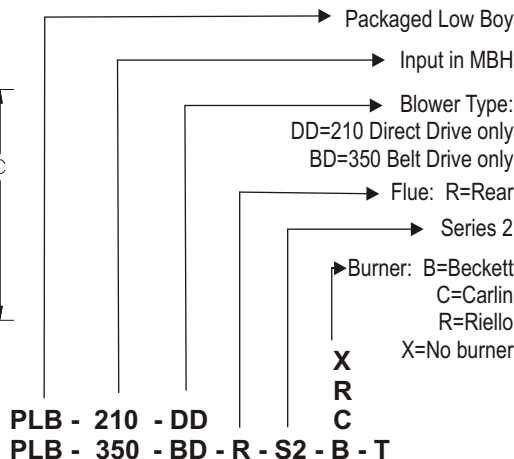 Packaged Low Boy
Input in MBH
Blower Type:
DD=210 Direct Drive only
BD=350 Belt Drive only
Flue: R=Rear
Series 2
Burner: B=Beckett
C=Carlin
R=Riello
X=No burner
C
X
R
PLB - 210 - DD C
PLB - 350 - BD - R - S2 - B - T